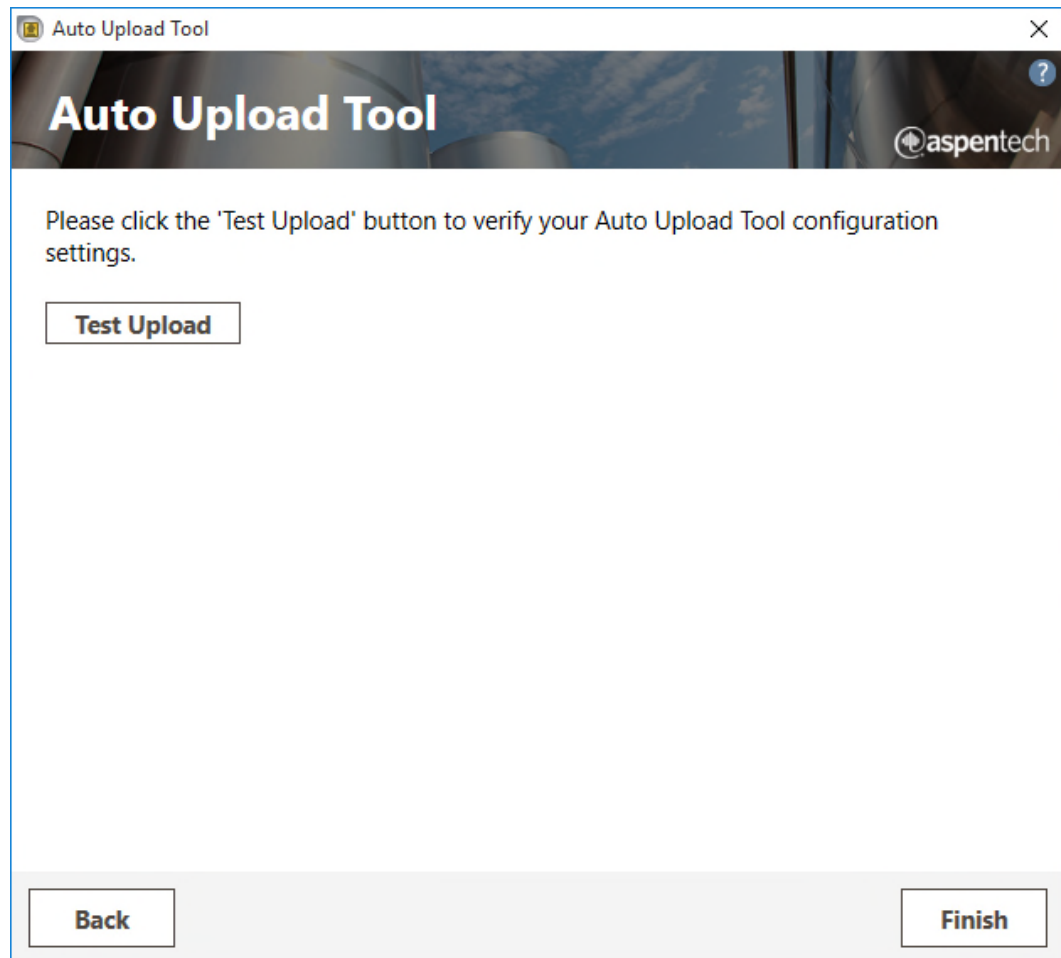 Auto Upload Tool
?
Auto Upload Tool
aspentech
Please click the 'Test Upload' button to verify your Auto Upload Tool configuration
settings.
Test Upload
Back
Finish